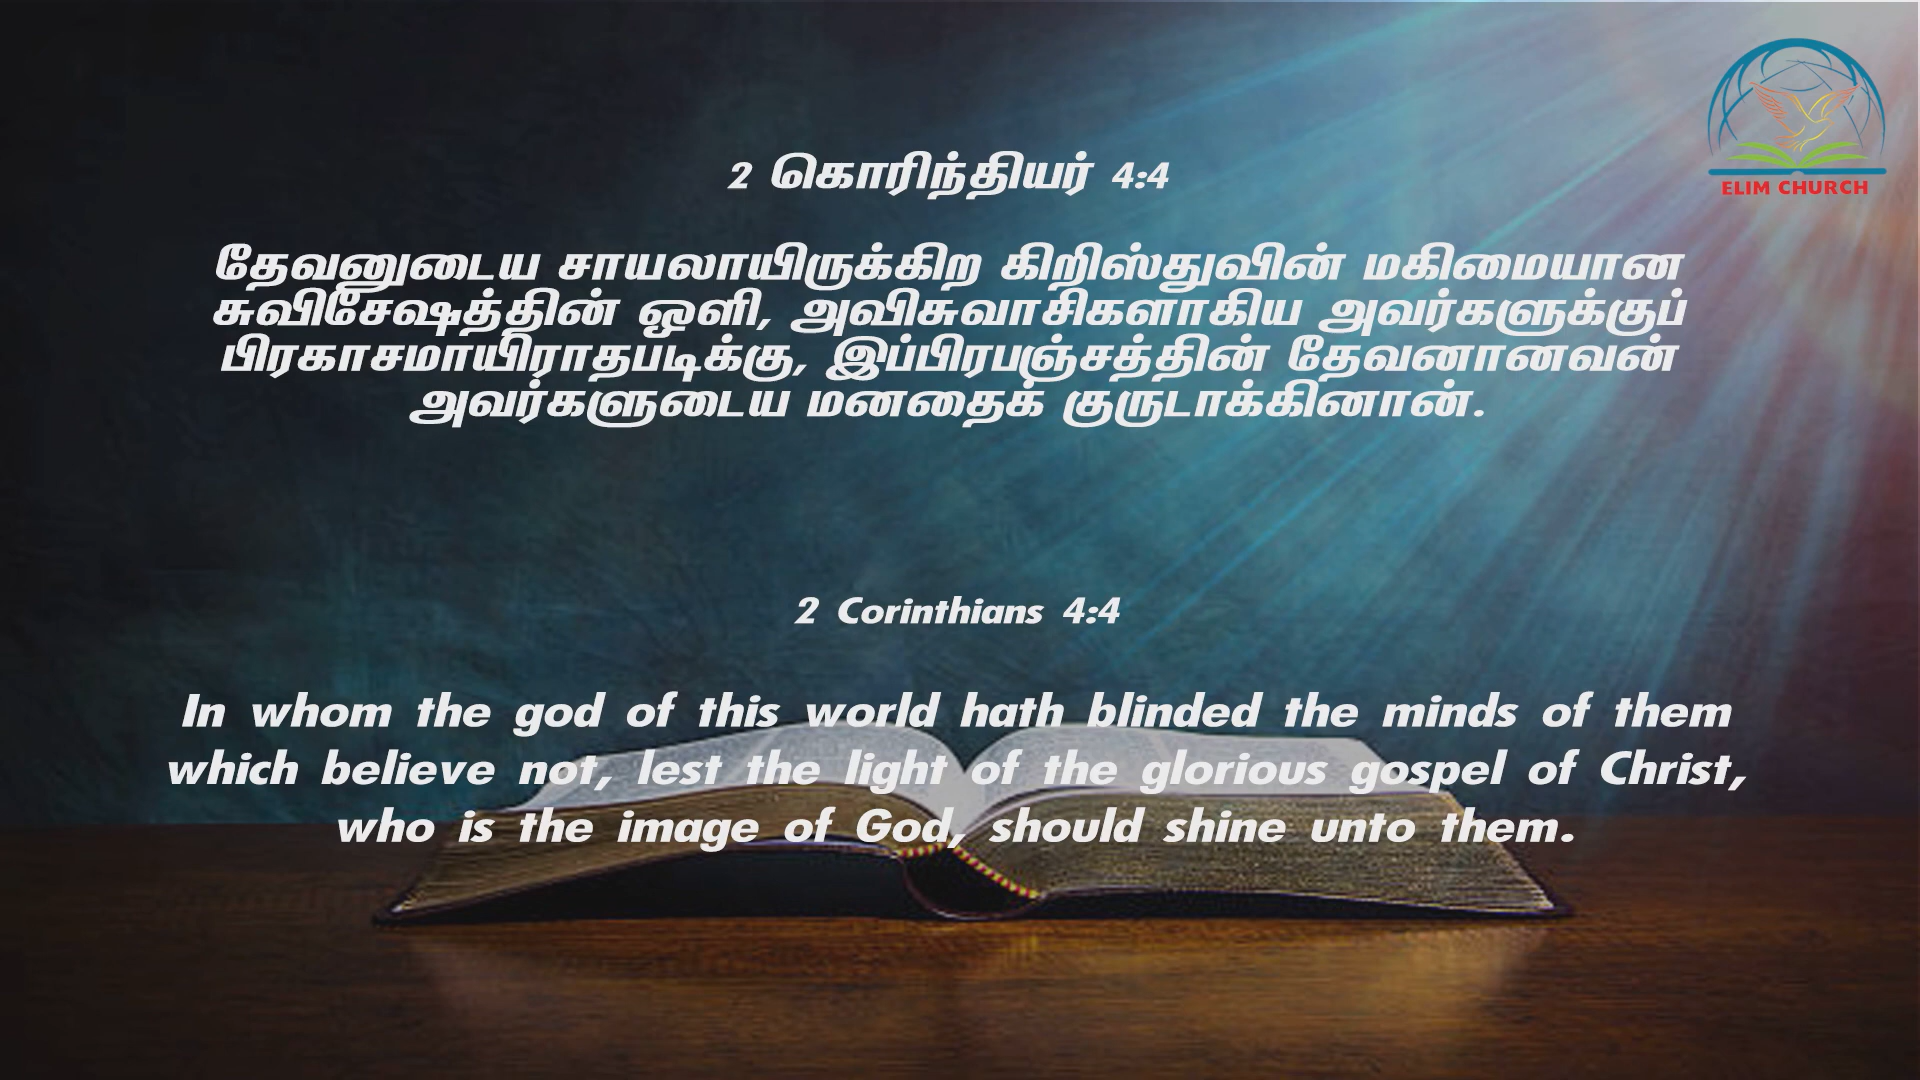 ELIM CHURCH
2 கொரிந்தியர் 4:4
தேவனுடைய சாயலாயிருக்கிற கிறிஸ்துவின் மகிமையான
சுவிசேஷத்தின் ஒளி, அவிசுவாசிகளாகிய அவர்களுக்குப்
பிரகாசமாயிராதபடிக்கு, இப்பிரபஞ்சத்தின் தேவனானவன்
அவர்களுடைய மனதைக் குருடாக்கினான்.
2 Corinthians 4:4
In whom the god of this world hath blinded the minds of them
which believe not, lest the light of the glorious gospel of Christ,
who is the image of God, should shine unto them.